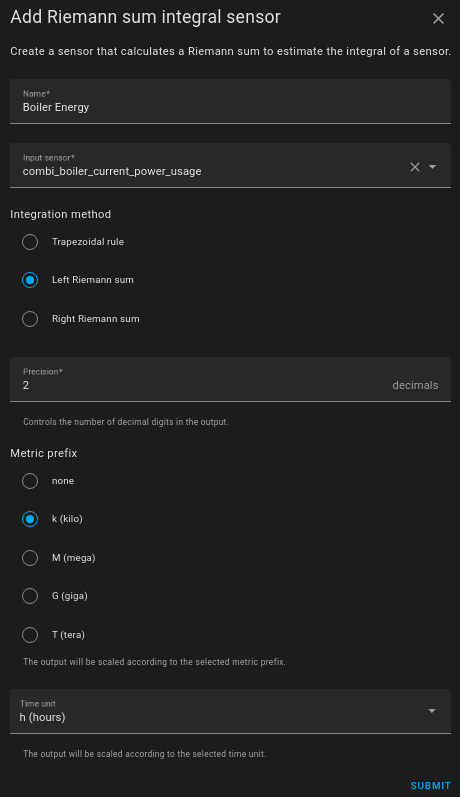 Add Riemann sum integral sensor
Create a sensor that calculates a Riemann sum to estimate the integral of a sensor.
Name*
Boiler Energy
Input sensor*
combi_boiler_current_power_usage
Integration method
Trapezoidal rule
Left Riemann sum
Right Riemann sum
Precision*
2 decimals
Controls the number of decimal digits in the output.
Metric prefix
none
k (kilo)
M (mega)
G (giga)
T (tera)
The output will be scaled according to the selected metric prefix.
Time unit
h (hours)
The output will be scaled according to the selected time unit.
SUBMIT